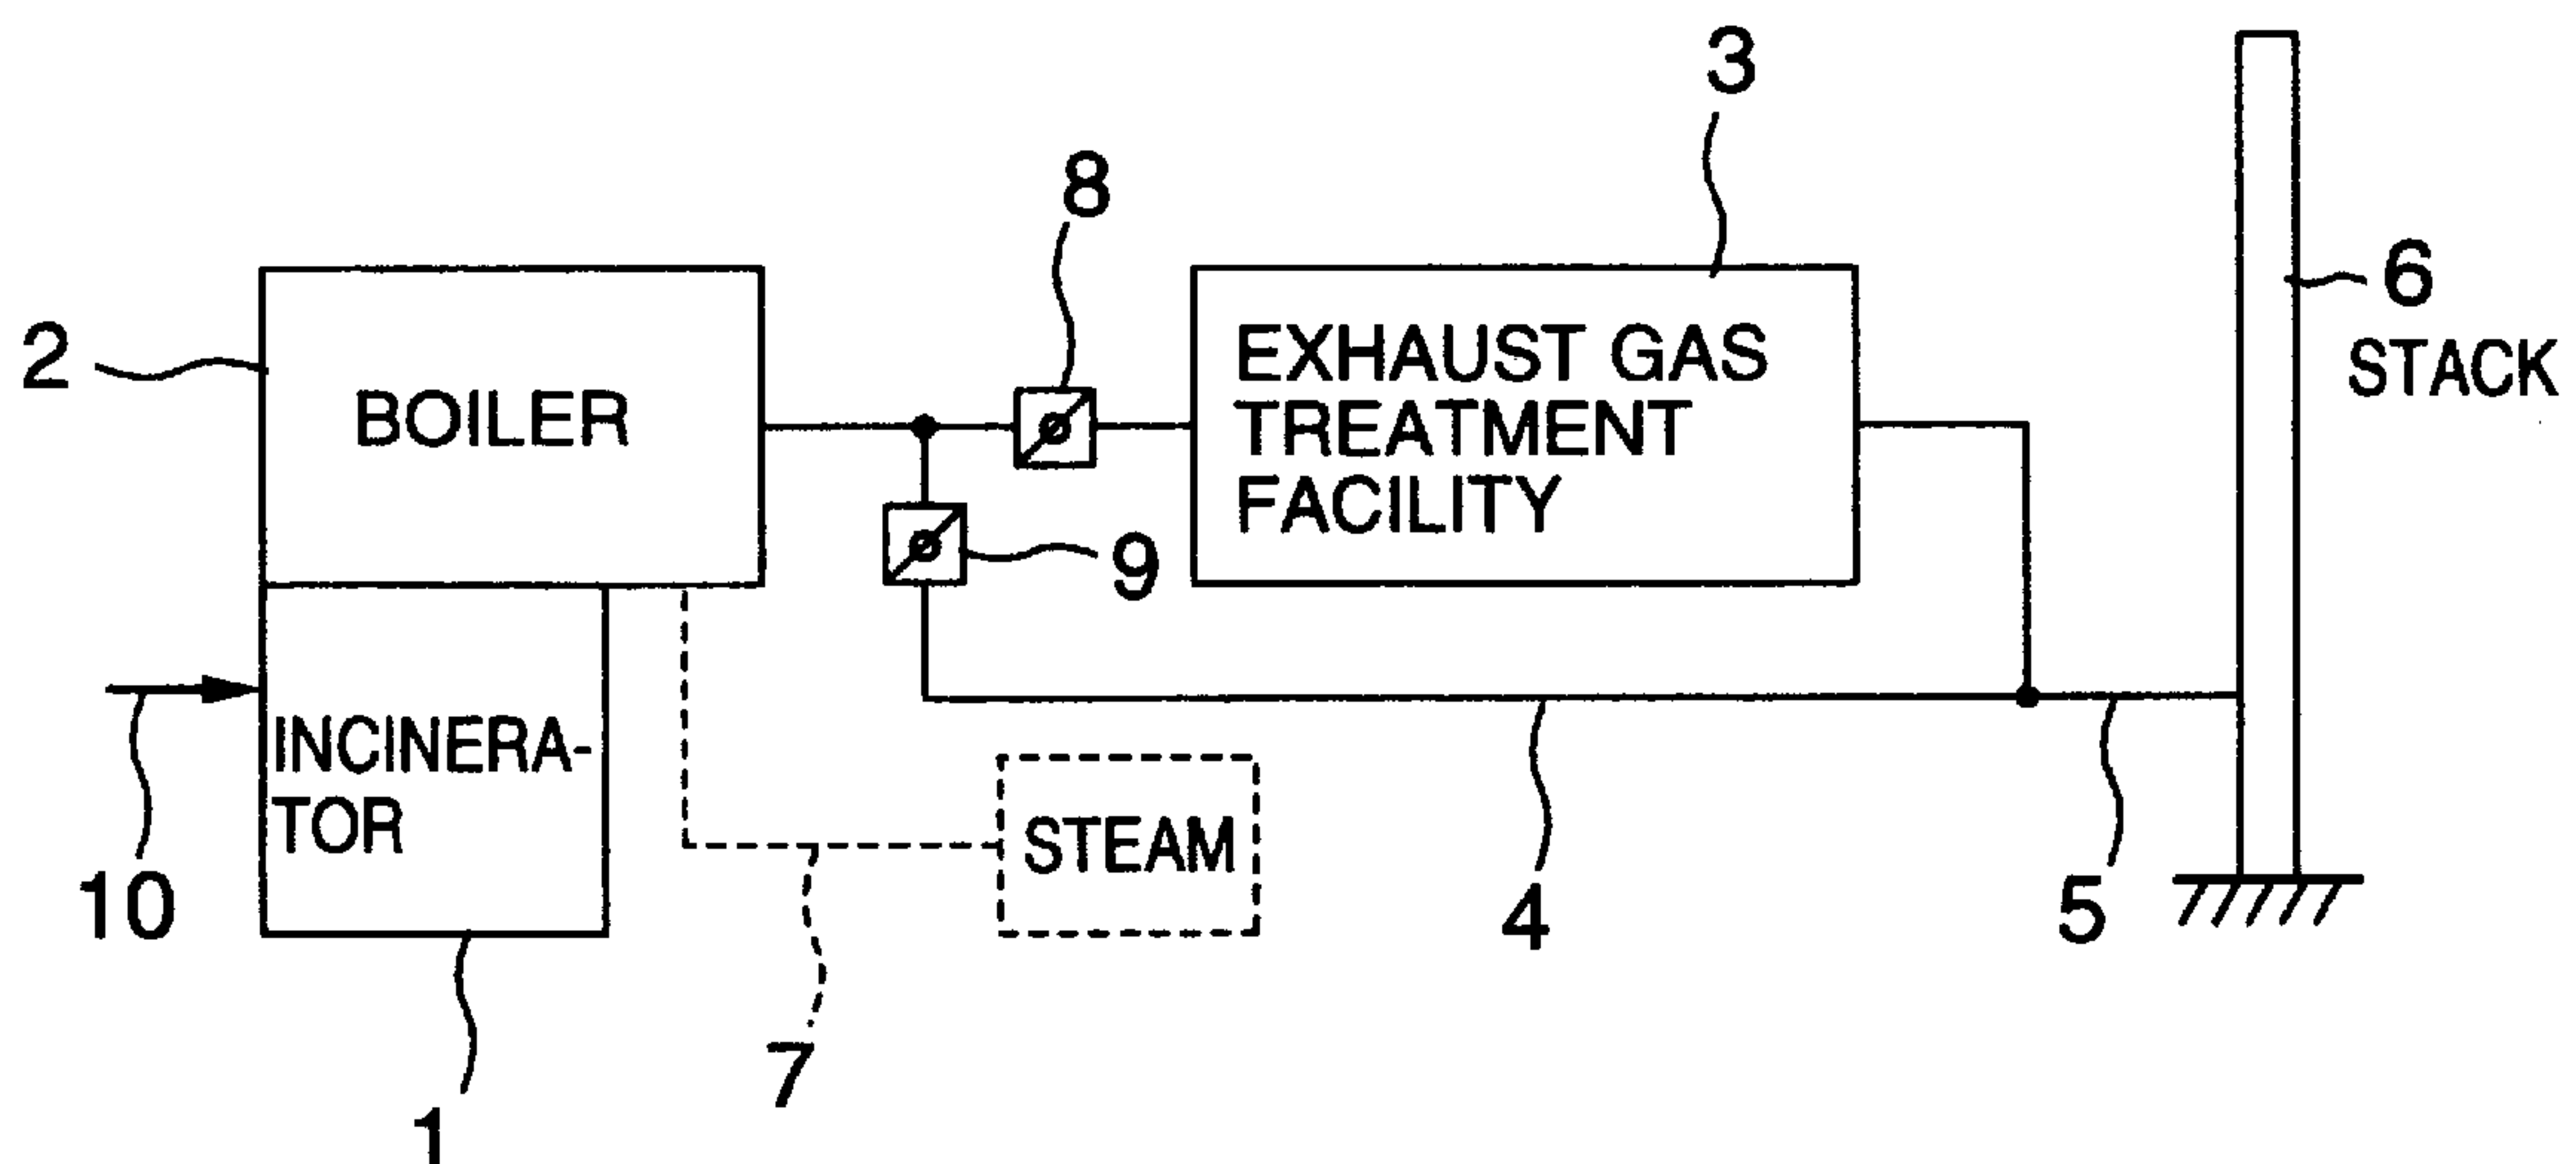 3
8
6
STACK
2
BOILER
EXHAUST GAS
TREATMENT
FACILITY
9
INCINERA-
TOR
10
STEAM
4
5
7
1